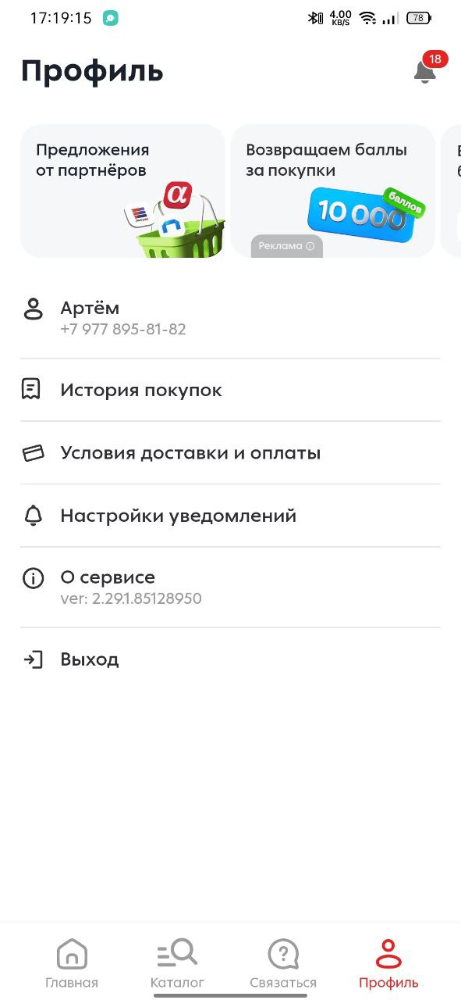 17:19:15
4.00
KB/S
78
Профиль
18
Предложения
от партнёров
Возвращаем баллы
за покупки
баллов
10 000
Реклама
Артём
+7 977 895-81-82
История покупок
Условия доставки и оплаты
Настройки уведомлений
О сервисе
ver: 2.29.1.85128950
Выход
Главная
Каталог
Связаться
Профиль